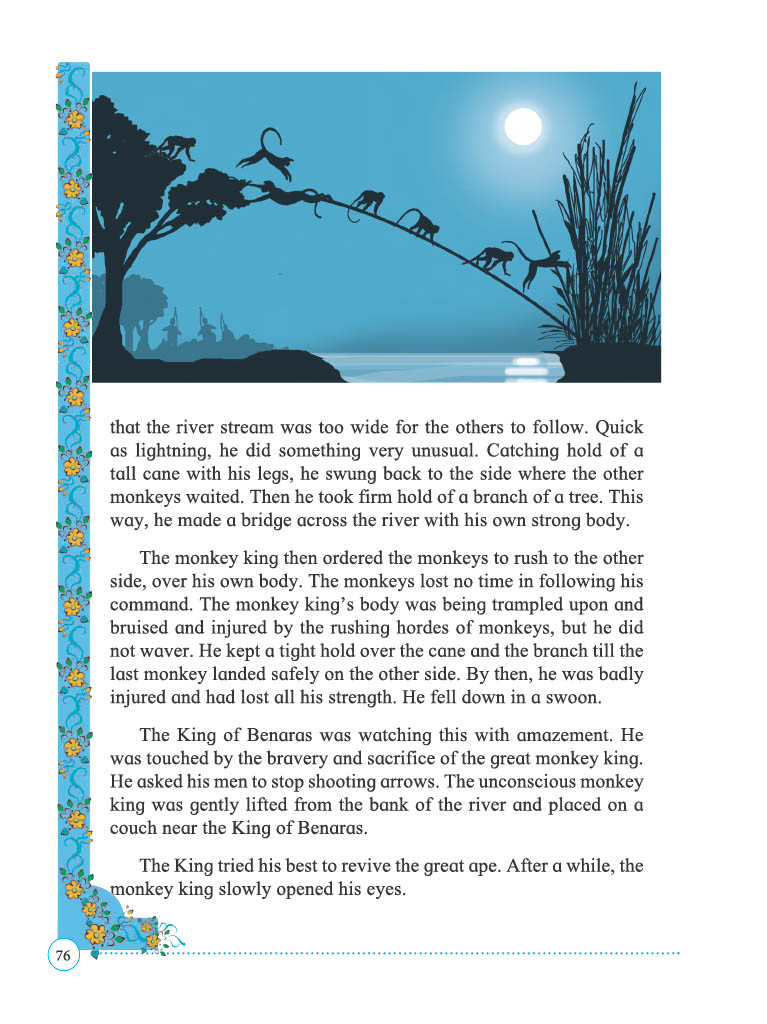 that the river stream was too wide for the others to follow. Quick
as lightning, he did something very unusual. Catching hold of a
tall cane with his legs, he swung back to the side where the other
monkeys waited. Then he took firm hold of a branch of a tree. This
way, he made a bridge across the river with his own strong body.
The monkey king then ordered the monkeys to rush to the other
side, over his own body. The monkeys lost no time in following his
command. The monkey king’s body was being trampled upon and
bruised and injured by the rushing hordes of monkeys, but he did
not waver. He kept a tight hold over the cane and the branch till the
last monkey landed safely on the other side. By then, he was badly
injured and had lost all his strength. He fell down in a swoon.
The King of Benaras was watching this with amazement. He
was touched by the bravery and sacrifice of the great monkey king.
He asked his men to stop shooting arrows. The unconscious monkey
king was gently lifted from the bank of the river and placed on a
couch near the King of Benaras.
The King tried his best to revive the great ape. After a while, the
monkey king slowly opened his eyes.
76